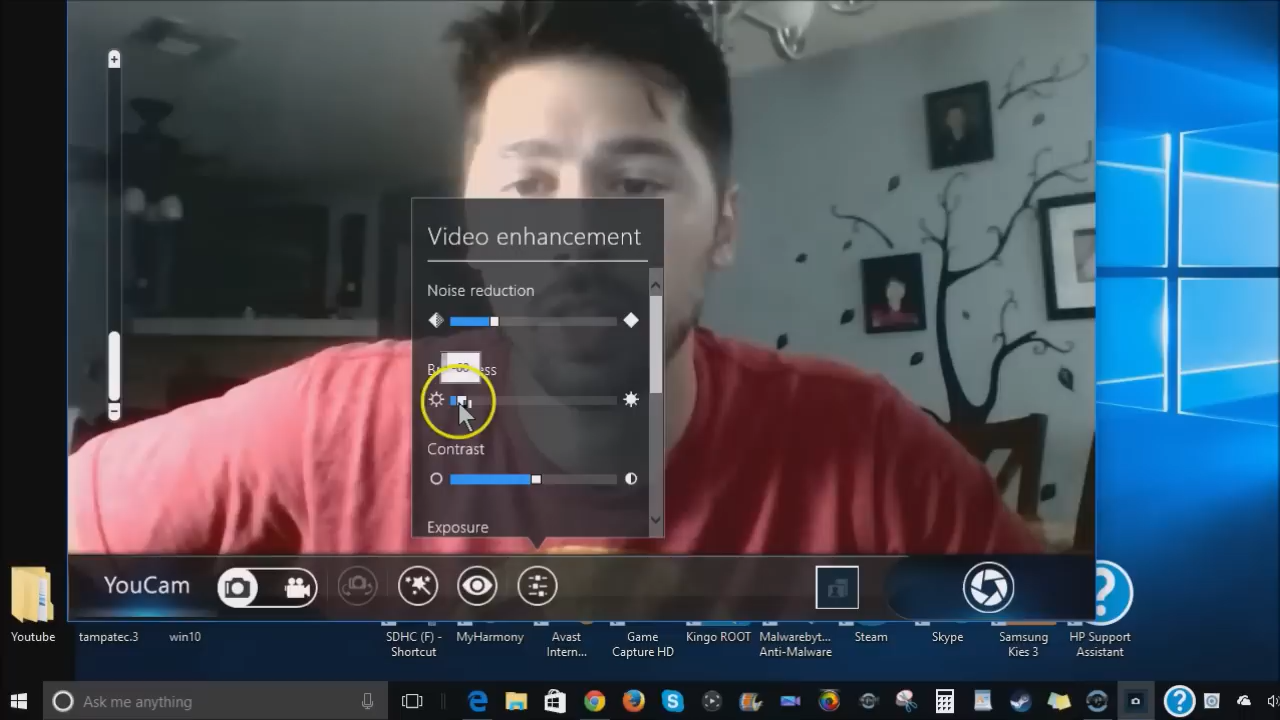 Video enhancement
Noise reduction
Contrast
Exposure
YouCam
Youtube
tampatec.3
win10
SDHC (F) -
Shortcut
MyHarmony
Avast
Intern...
Game
Capture HD
Kingo ROOT
Malwarebyt...
Anti-Malware
Steam
Skype
Samsung
Kies 3
HP Support
Assistant
Ask me anything